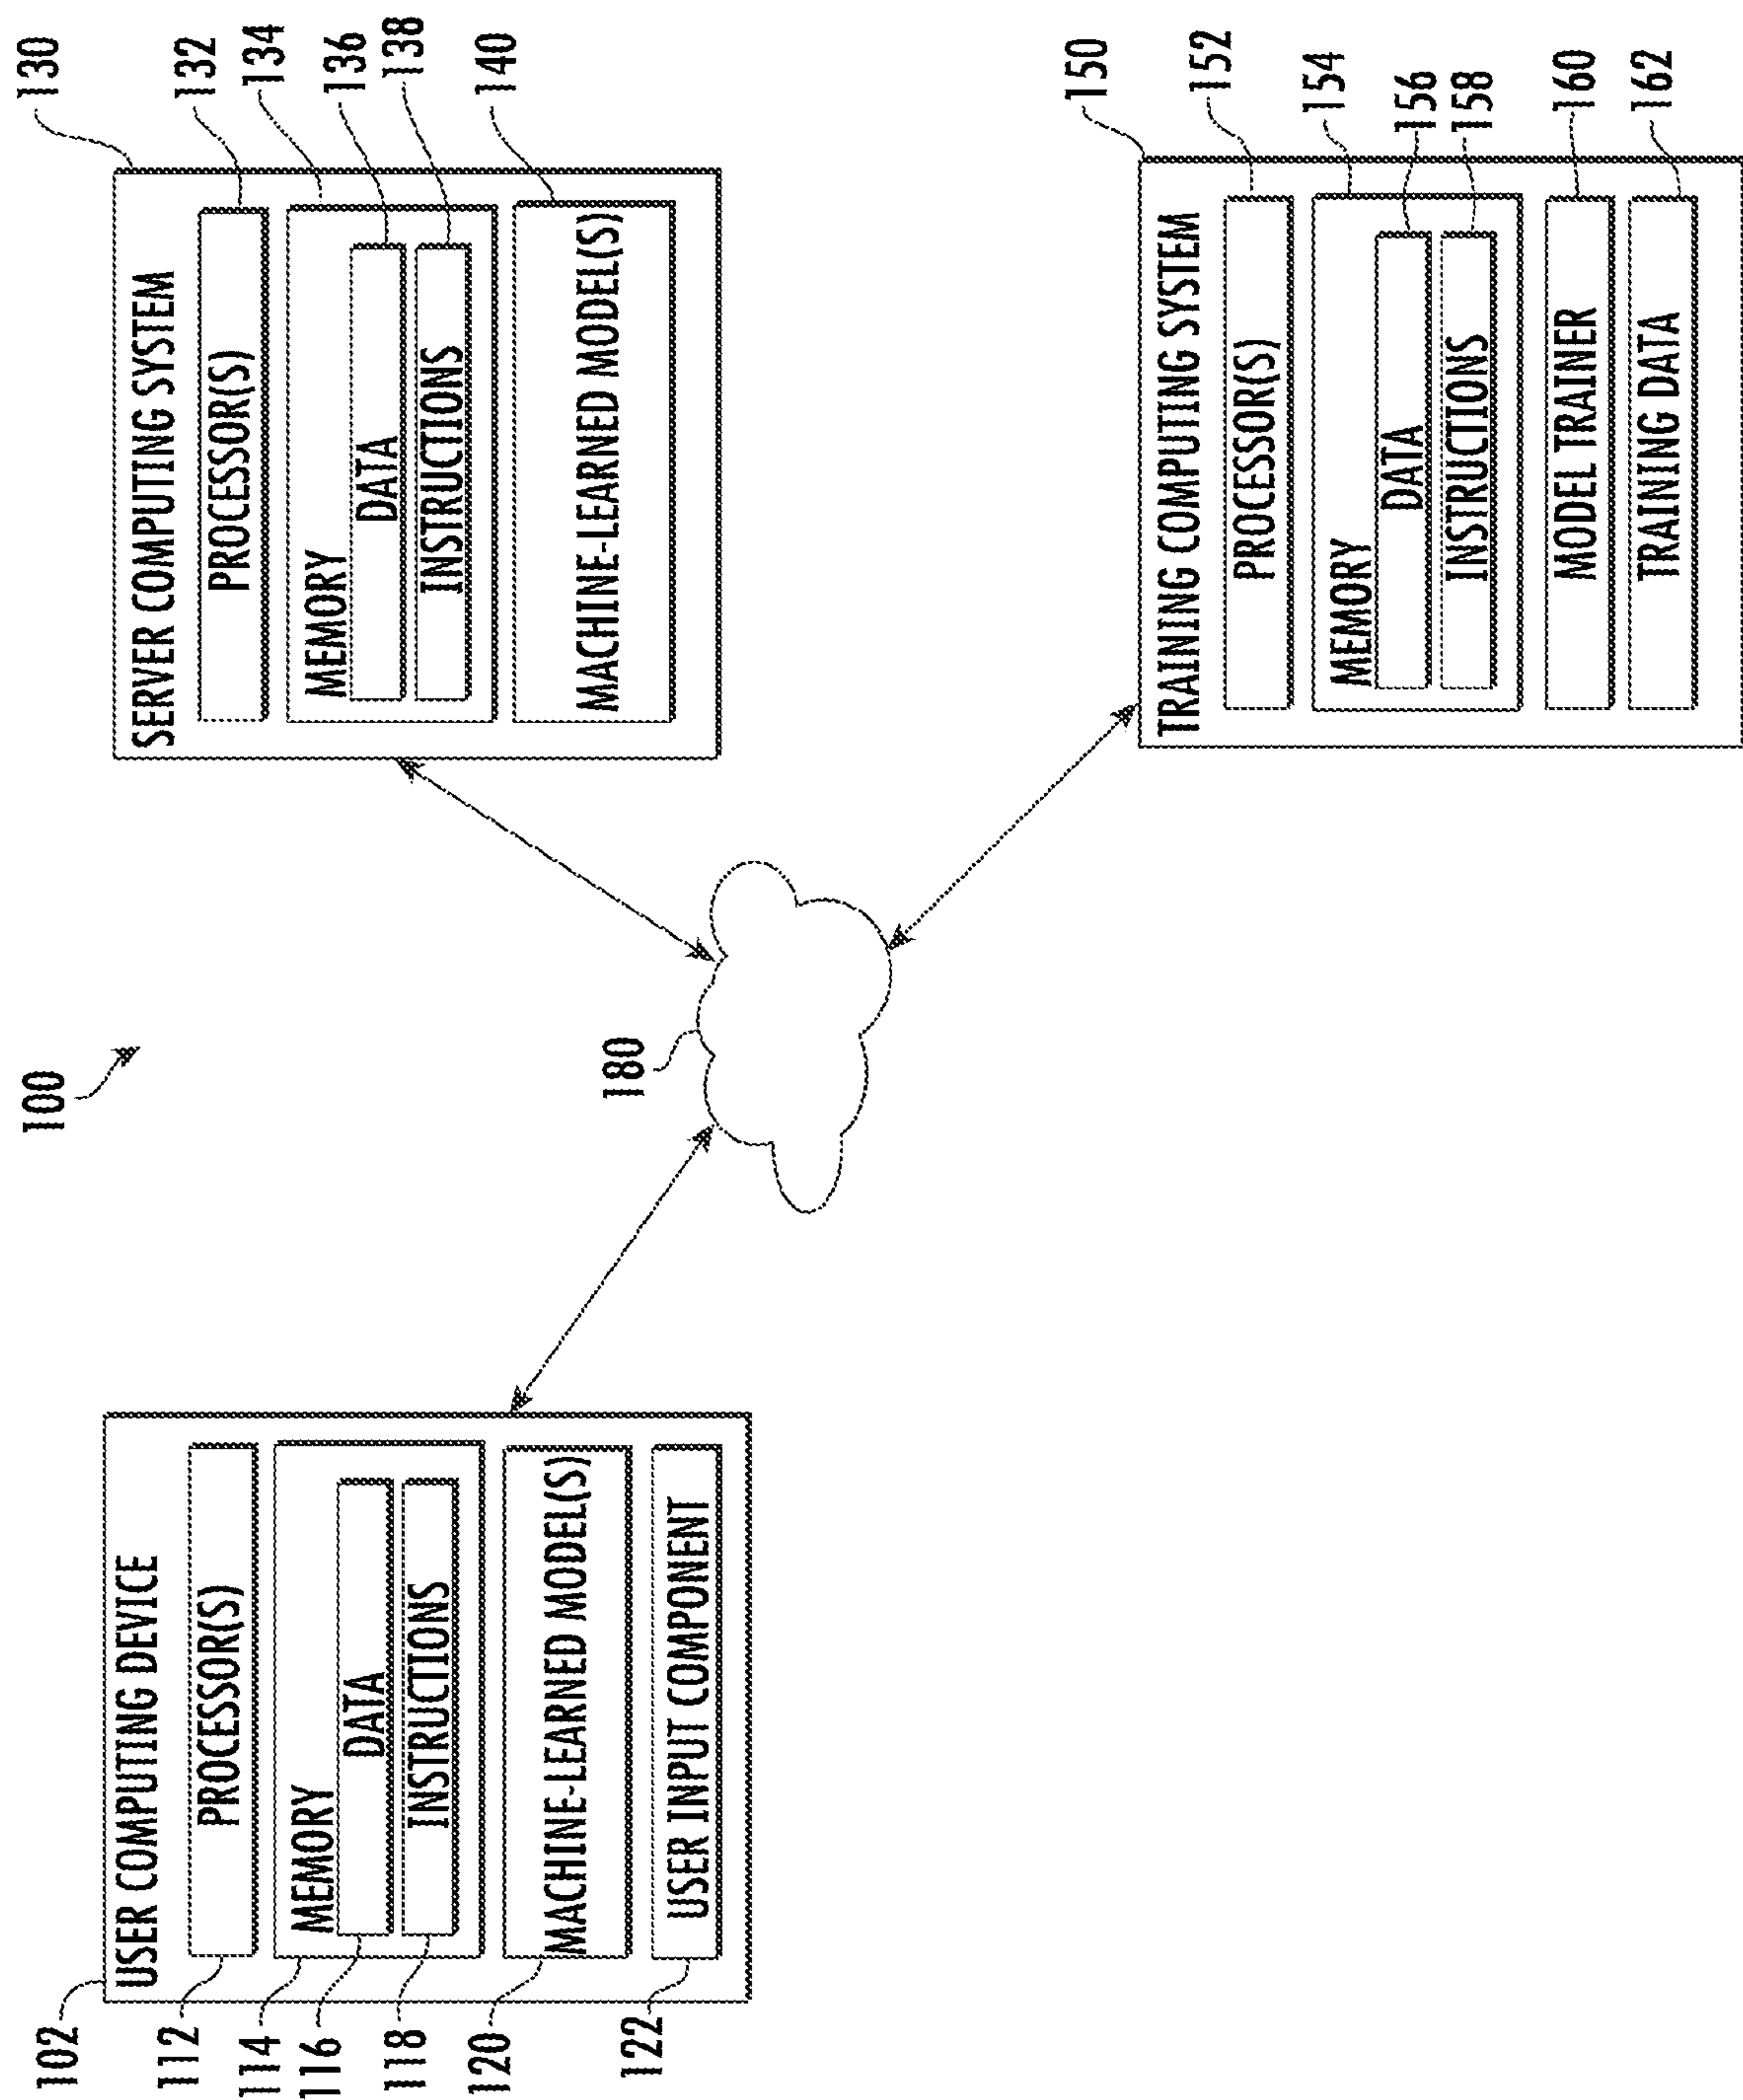 100
102
USER COMPUTING DEVICE
112
PROCESSOR(S)
114
MEMORY
116
DATA
118
INSTRUCTIONS
120
MACHINE-LEARNED MODEL(S)
122
USER INPUT COMPONENT
180
130
SERVER COMPUTING SYSTEM
132
PROCESSOR(S)
134
MEMORY
136
DATA
138
INSTRUCTIONS
140
MACHINE-LEARNED MODEL(S)
150
TRAINING COMPUTING SYSTEM
152
PROCESSOR(S)
154
MEMORY
156
DATA
158
INSTRUCTIONS
160
MODEL TRAINER
162
TRAINING DATA